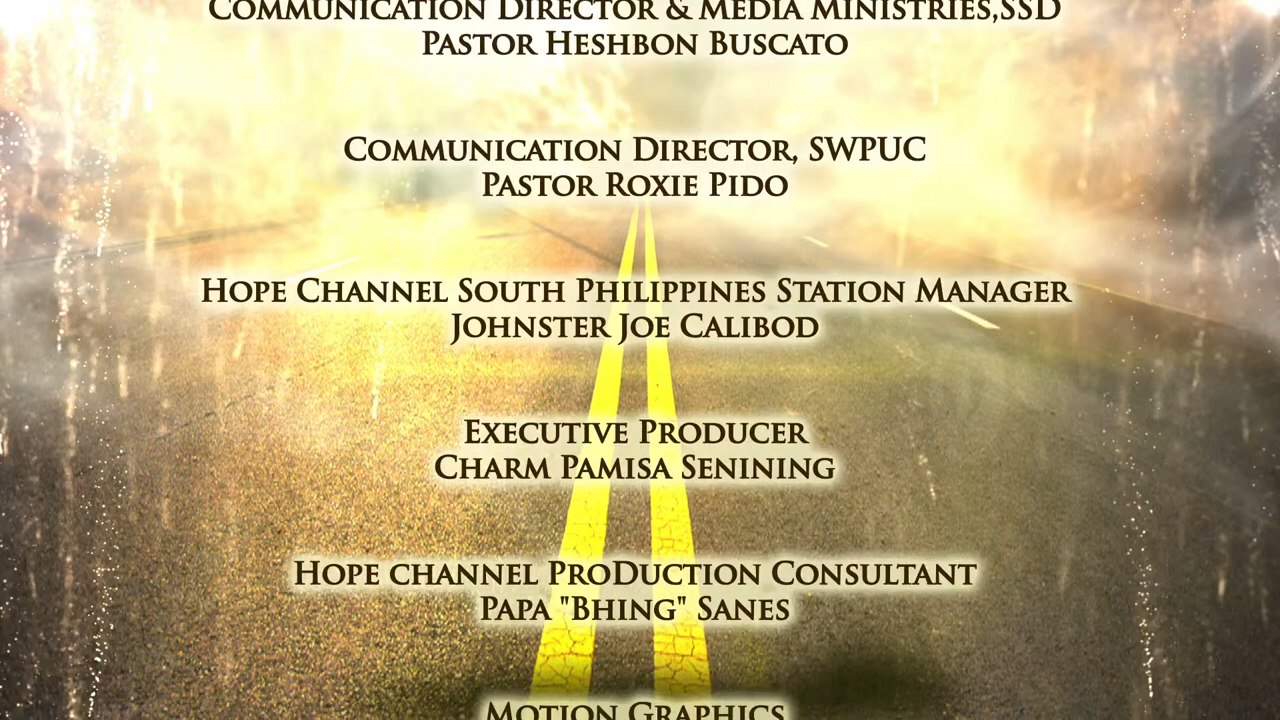 Communication Director & Media Ministries,SSD
Pastor Heshbon Buscato
Communication Director, SWPUC
Pastor Roxie Pido
Hope Channel South Philippines Station Manager
Johnster Joe Calibod
Executive Producer
Charm Pamisa Senining
Hope channel ProDuction Consultant
Papa "Bhing" Sanes
Motion Graphics